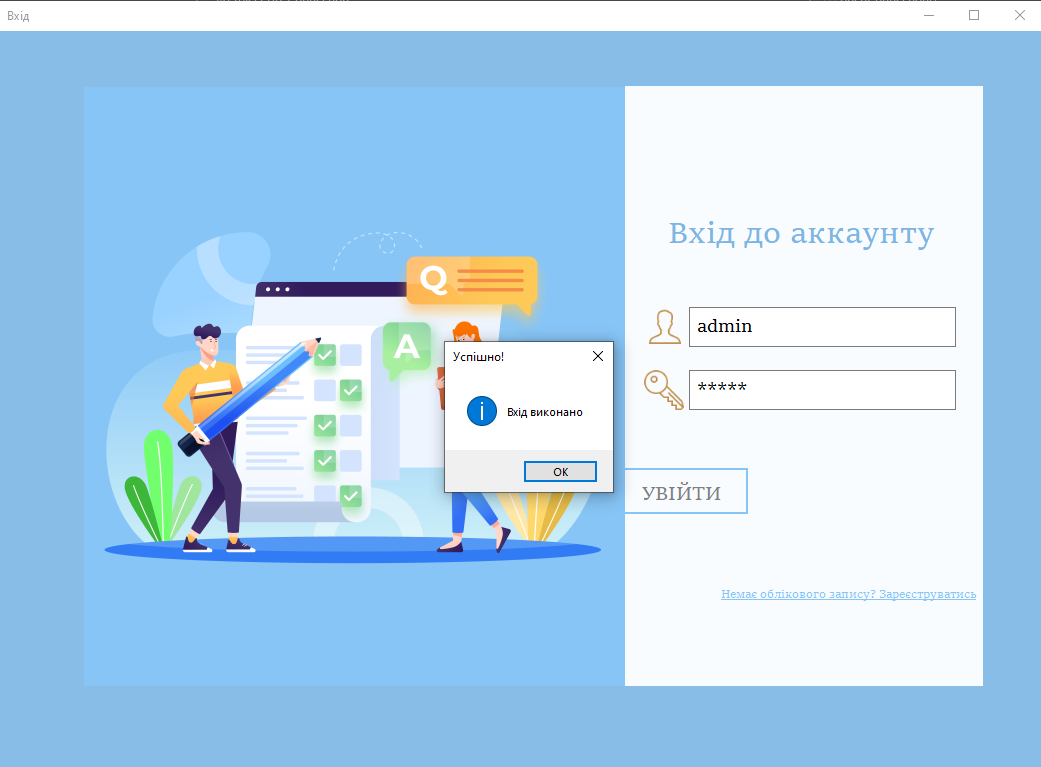 Вхід
Вхід до аккаунту
Q
A
admin
*****
Успішно!
i
Вхід виконано
OK
УВІЙТИ
Немає облікового запису? Зареєструватись